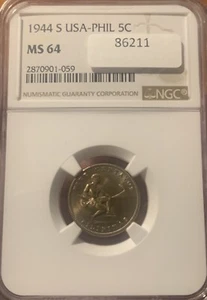 1944 S USA-PHIL 5C
MS 64
86211
2870901-059
NUMISMATIC GUARANTY CORPORATION
NGC